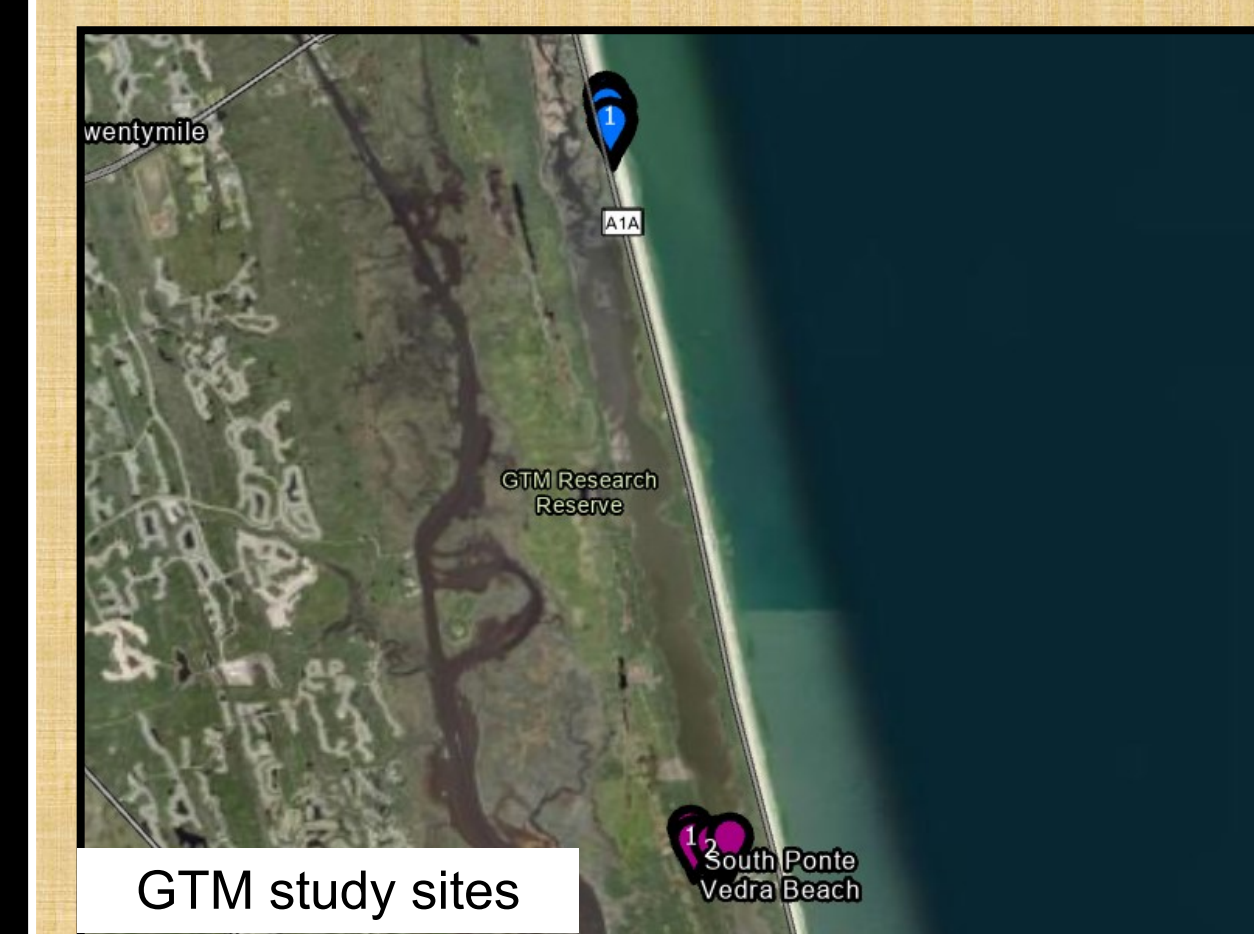 wentymile
1
A1A
GTM Research
Reserve
1
2
South Ponte
Vedra Beach
GTM study sites